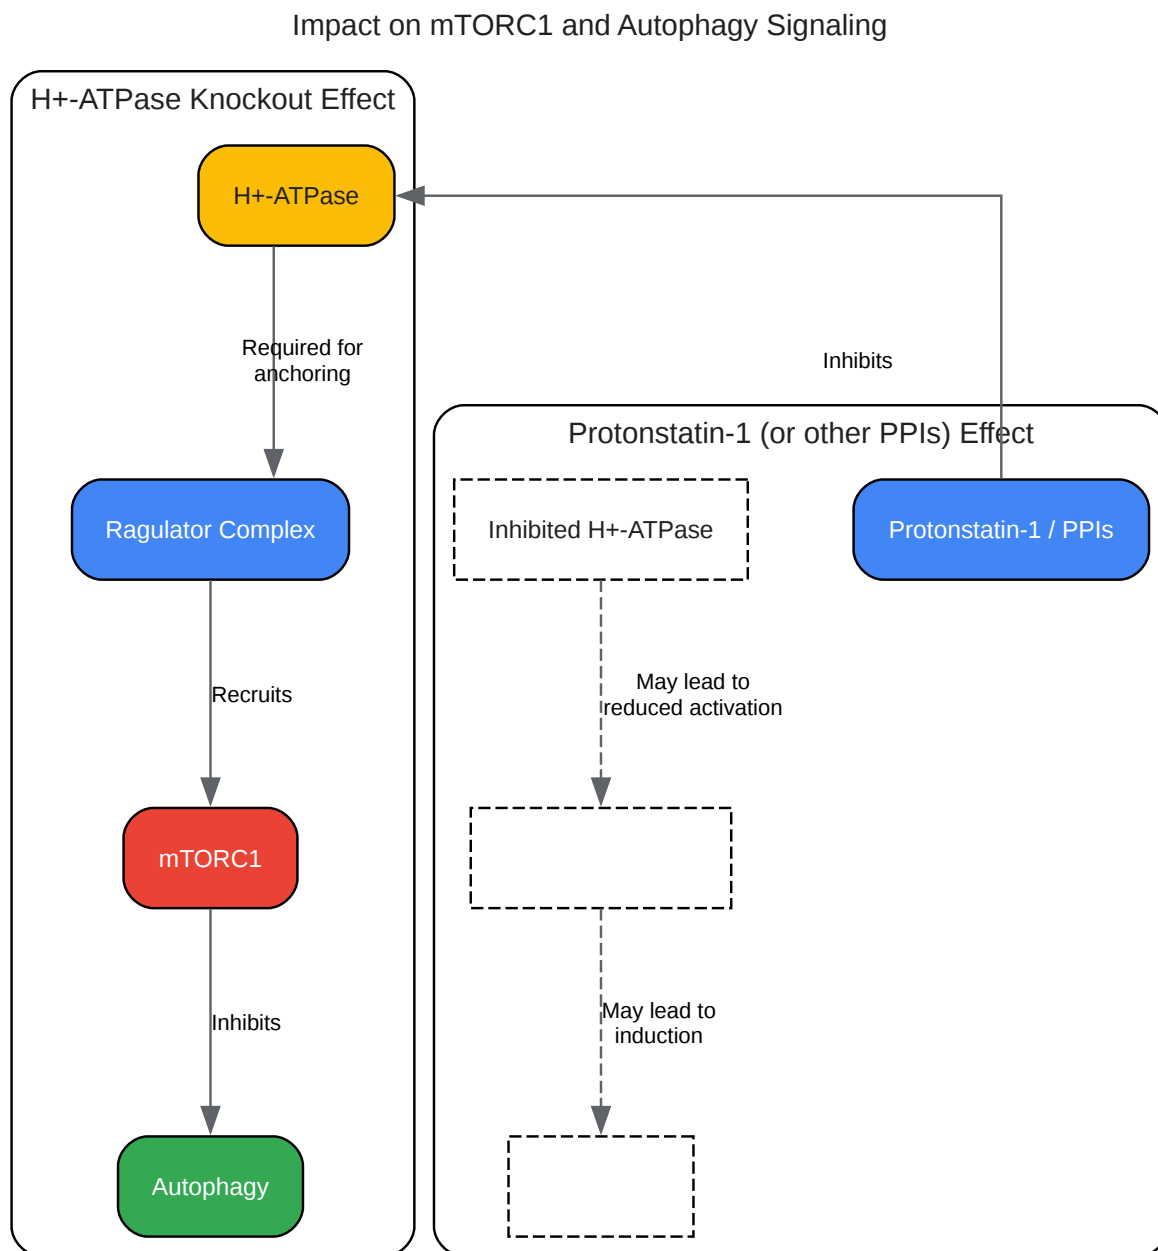 Impact on mTORC1 and Autophagy Signaling
H+-ATPase Knockout Effect
H+-ATPase
Required for
anchoring
Inhibits
Protonstatin-1 (or other PPIs) Effect
Ragulator Complex
Inhibited H+-ATPase
Protonstatin-1 / PPIs
Recruits
May lead to
reduced activation
mTORC1
Inhibits
May lead to
induction
Autophagy